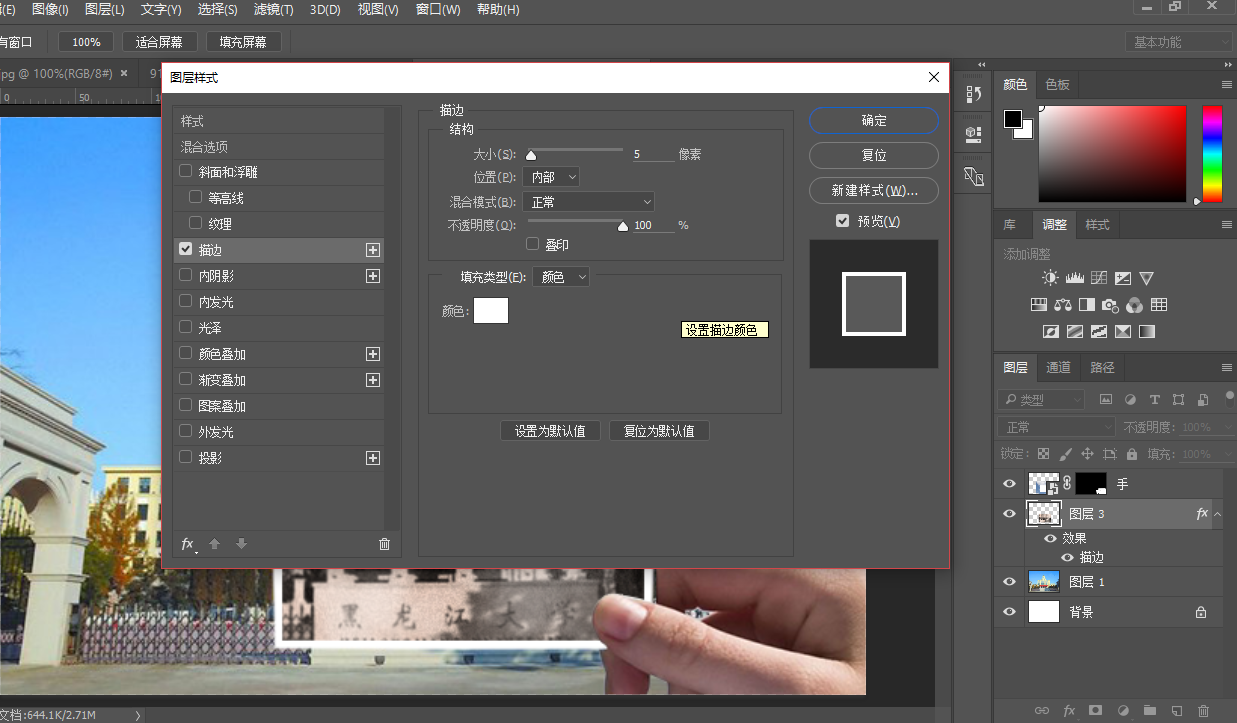 (E) 图像(I) 图层(L) 文字(Y) 选择(S) 滤镜(T) 3D(D) 视图(V) 窗口(W) 帮助(H)
有窗口 100% 适合屏幕 填充屏幕 基本功能
pg @ 100%(RGB/8#) × 91
0 50 1
图层样式
样式
混合选项
斜面和浮雕
等高线
纹理
描边
内阴影
内发光
光泽
颜色叠加
渐变叠加
图案叠加
外发光
投影
fx
描边
结构
大小(S): 5 像素
位置(P): 内部
混合模式(B): 正常
不透明度(O): 100 %
叠印
填充类型(E): 颜色
颜色:
设置描边颜色
设置为默认值 复位为默认值
确定
复位
新建样式(W)...
预览(V)
颜色 色板
库 调整 样式
添加调整
图层 通道 路径
类型
正常 不透明度: 100%
锁定: 填充: 100%
手
图层 3 fx
效果
描边
图层 1
背景
fx
黑龙江大学
文档:644.1K/2.71M